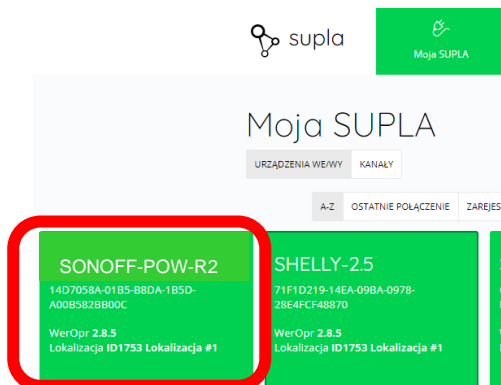 supla
Moja SUPLA
Moja SUPLA
URZĄDZENIA WE/WY KANAŁY
A-Z OSTATNIE POŁĄCZENIE ZAREJES
SONOFF-POW-R2
14D7058A-01B5-B8DA-1B5D-
A00B582BB00C
WerOpr 2.8.5
Lokalizacja ID1753 Lokalizacja #1
SHELLY-2.5
71F1D219-14EA-09BA-0978-
28E4FCF48870
WerOpr 2.8.5
Lokalizacja ID1753 Lokalizacja #1